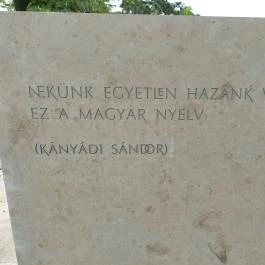 NEKÜNK EGYETLEN HAZÁNK
EZ A MAGYAR NYELV
(KÁNYÁDI SÁNDOR)